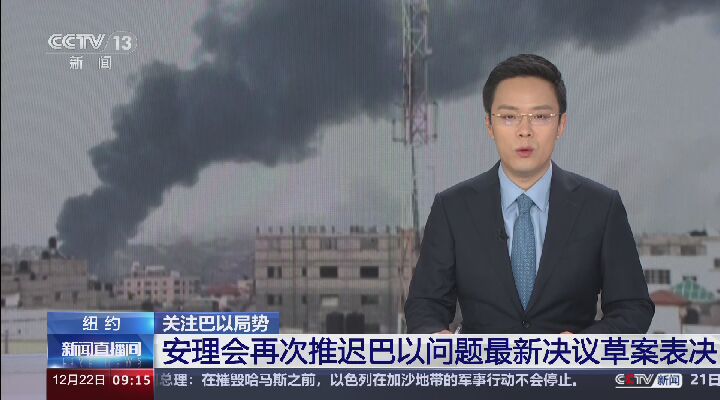 CCTV 13
新闻
纽约
关注巴以局势
新闻直播间
安理会再次推迟巴以问题最新决议草案表决
12月22日 09:15
总理：在摧毁哈马斯之前，以色列在加沙地带的军事行动不会停止。
CCTV 新闻
21日